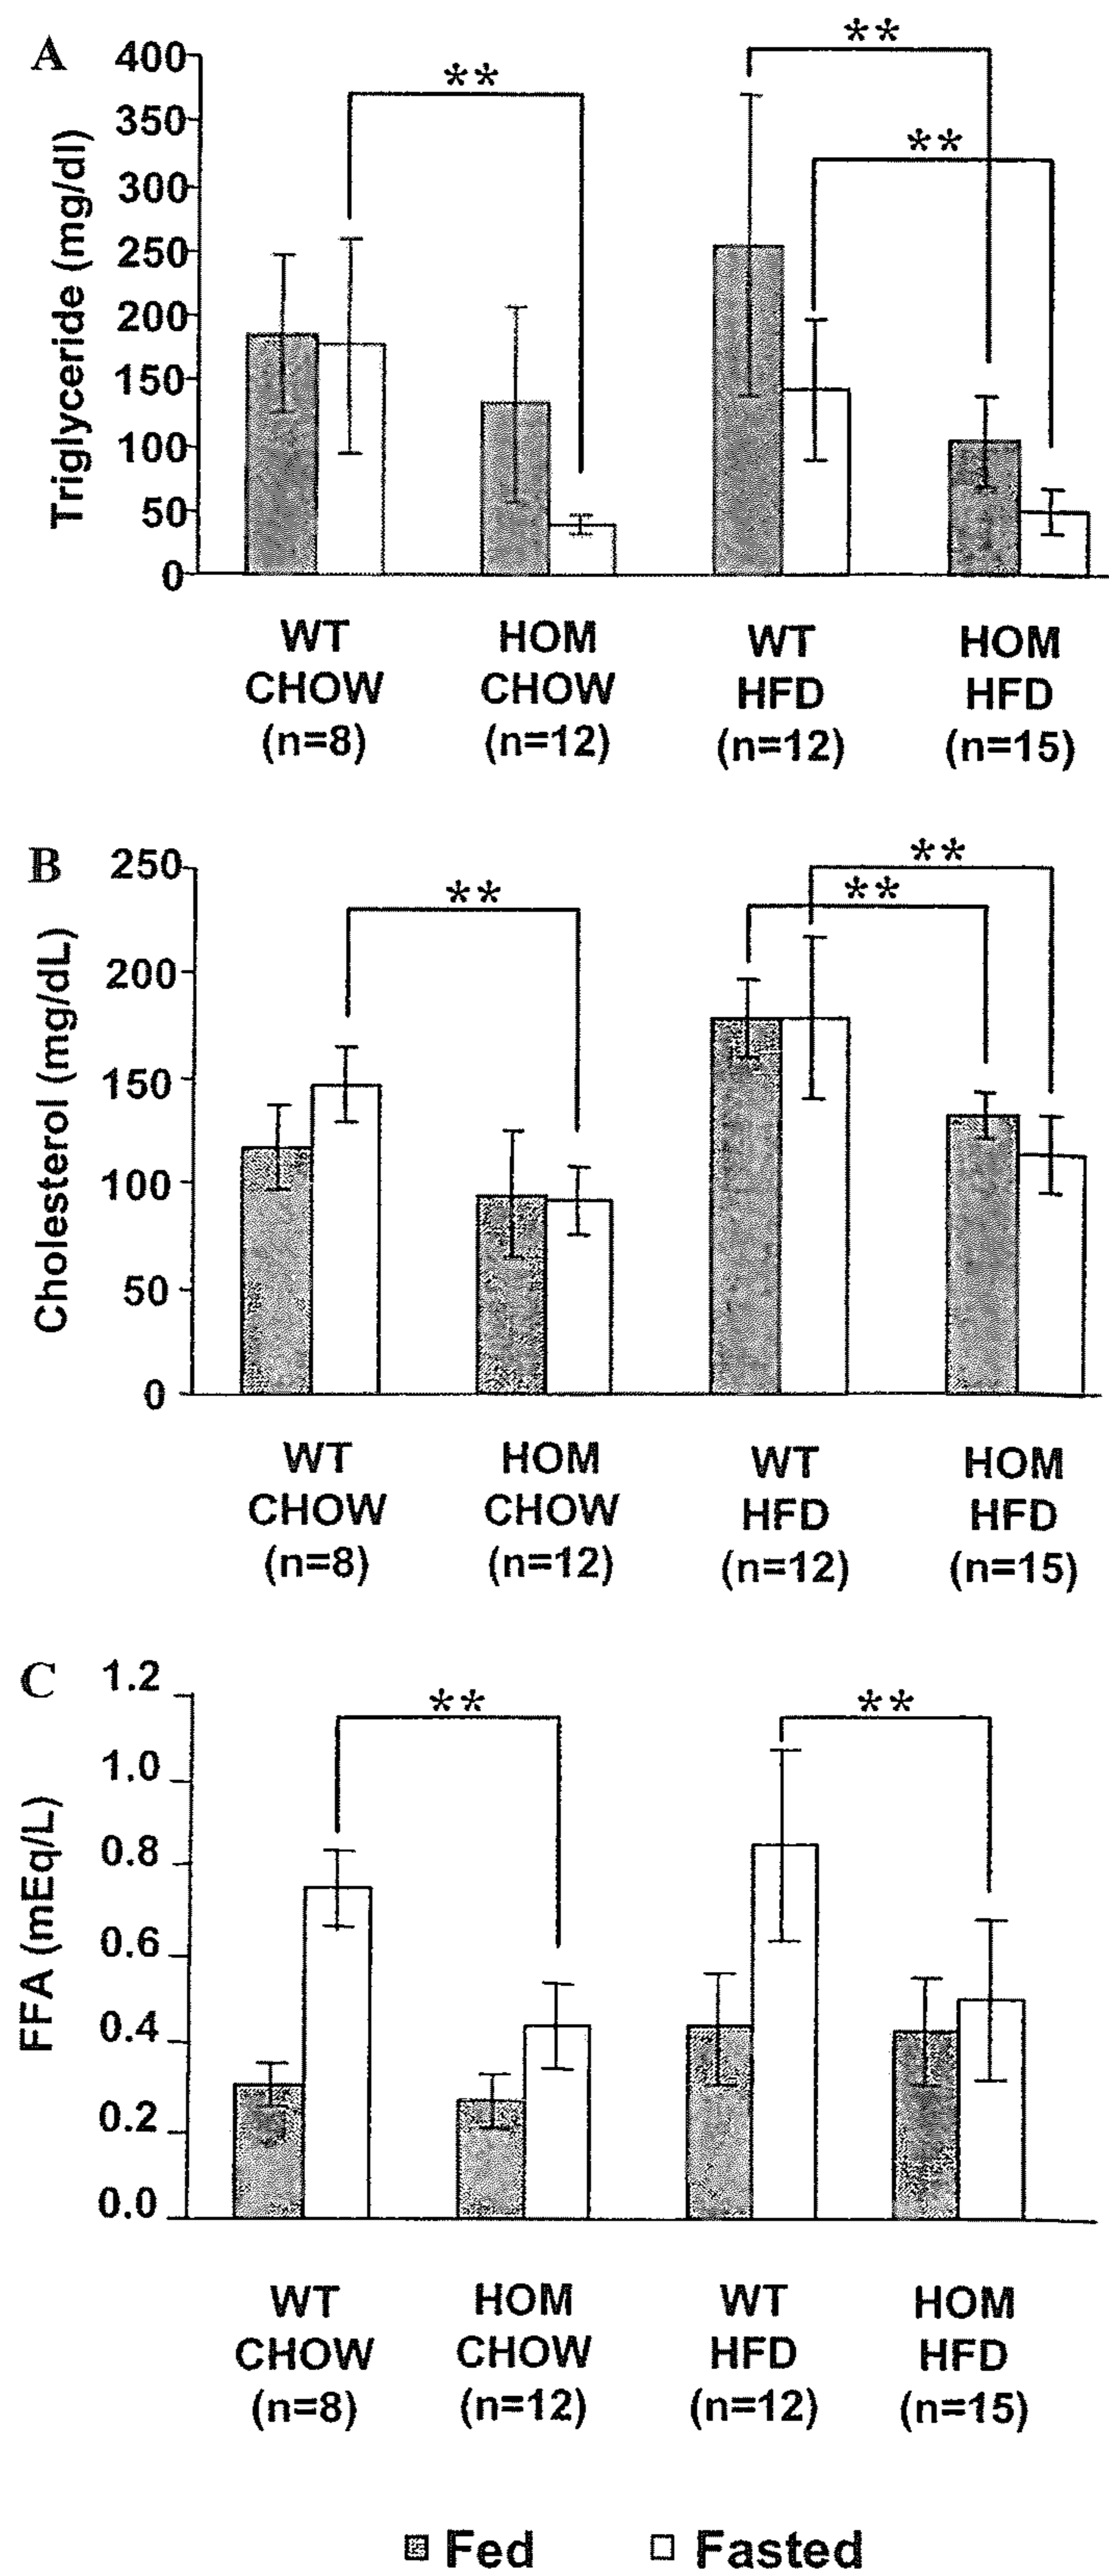 A
**
**
**
Triglyceride (mg/dl)
400
350
300
250
200
150
100
50
0
WT HOM WT HOM
CHOW CHOW HFD HFD
(n=8) (n=12) (n=12) (n=15)
B
**
**
**
Cholesterol (mg/dL)
250
200
150
100
50
0
WT HOM WT HOM
CHOW CHOW HFD HFD
(n=8) (n=12) (n=12) (n=15)
C
** **
FFA (mEq/L)
1.2
1.0
0.8
0.6
0.4
0.2
0.0
WT HOM WT HOM
CHOW CHOW HFD HFD
(n=8) (n=12) (n=12) (n=15)
Fed Fasted